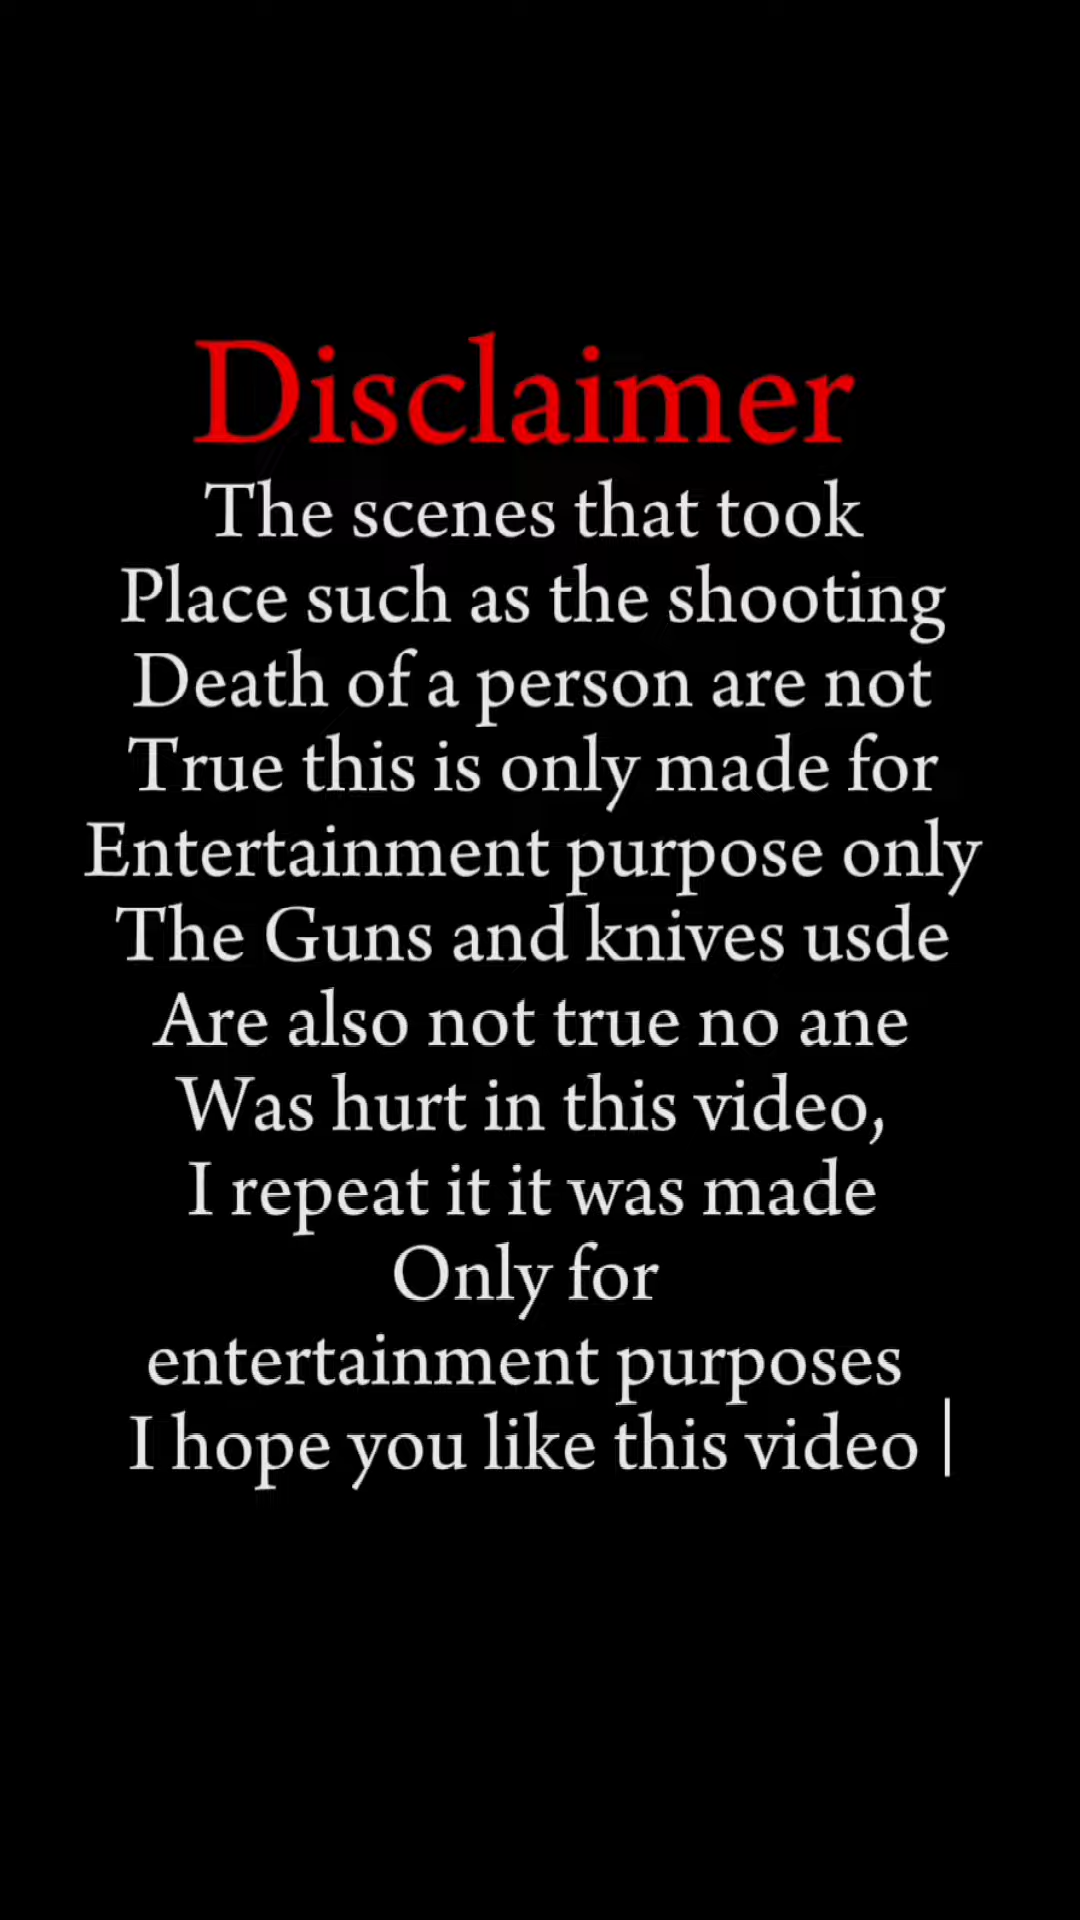 Disclaimer
The scenes that took
Place such as the shooting
Death of a person are not
True this is only made for
Entertainment purpose only
The Guns and knives usde
Are also not true no ane
Was hurt in this video,
I repeat it it was made
Only for
entertainment purposes
I hope you like this video |